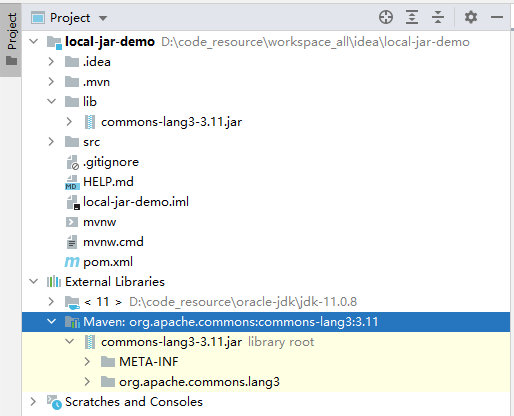 Project
Project
local-jar-demo D:\code_resource\workspace_all\idea\local-jar-demo
.idea
.mvn
lib
commons-lang3-3.11.jar
src
.gitignore
MD
HELP.md
local-jar-demo.iml
mvnw
mvnw.cmd
m pom.xml
External Libraries
< 11 > D:\code_resource\oracle-jdk\jdk-11.0.8
Maven: org.apache.commons:commons-lang3:3.11
commons-lang3-3.11.jar library root
META-INF
org.apache.commons.lang3
Scratches and Consoles